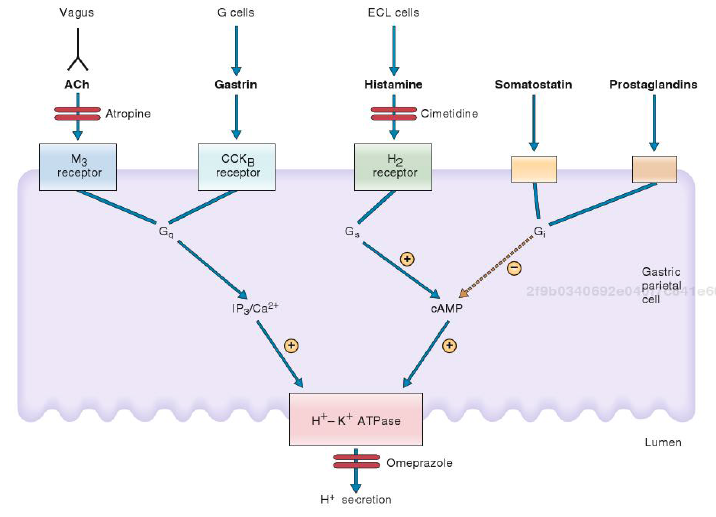 Vagus
G cells
ECL cells
ACh
Gastrin
Histamine
Somatostatin
Prostaglandins
Atropine
Cimetidine
M3
receptor
CCKB
receptor
H2
receptor
Gq
Gs
Gi
+
−
Gastric
parietal
cell
IP3/Ca2+
cAMP
+
+
H+–K+ ATPase
Lumen
Omeprazole
H+ secretion